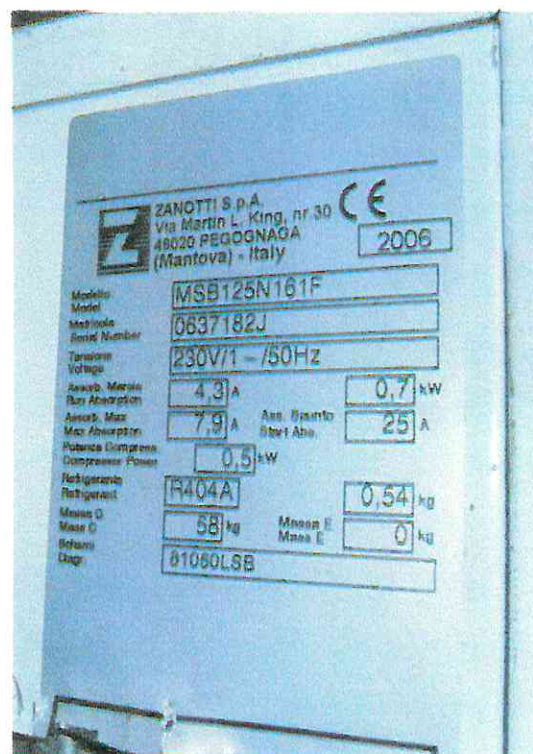 ZANOTTI S.p.A.
Via Martin L. King, nr 30
46020 PEGOGNAGA
(Mantova) - Italy
CE
2006
Modello
Model
MSB125N161F
Matricola
Serial Number
0637182J
Tensione
Voltage
230V/1~/50Hz
Assorb. Marcia
Run Absorption
4,3 A
0,7 kW
Assorb. Max
Max Absorption
7,9 A
Ass. Spunto
Start Abs.
25 A
Potenza Compress.
Compressor Power
0,5 kW
Refrigerante
Refrigerant
R404A
0,54 kg
Massa C
Mass C
58 kg
Massa E
Mass E
0 kg
Schemi
Diagr.
81060LSB